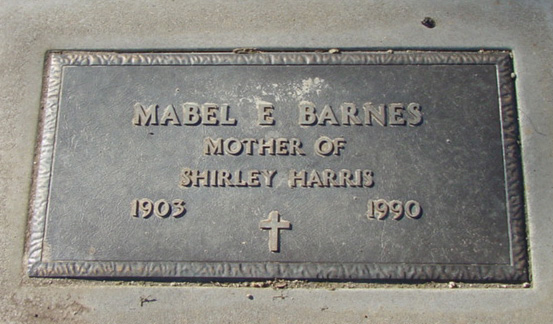 MABEL E BARNES
MOTHER OF
SHIRLEY HARRIS
1903 1990